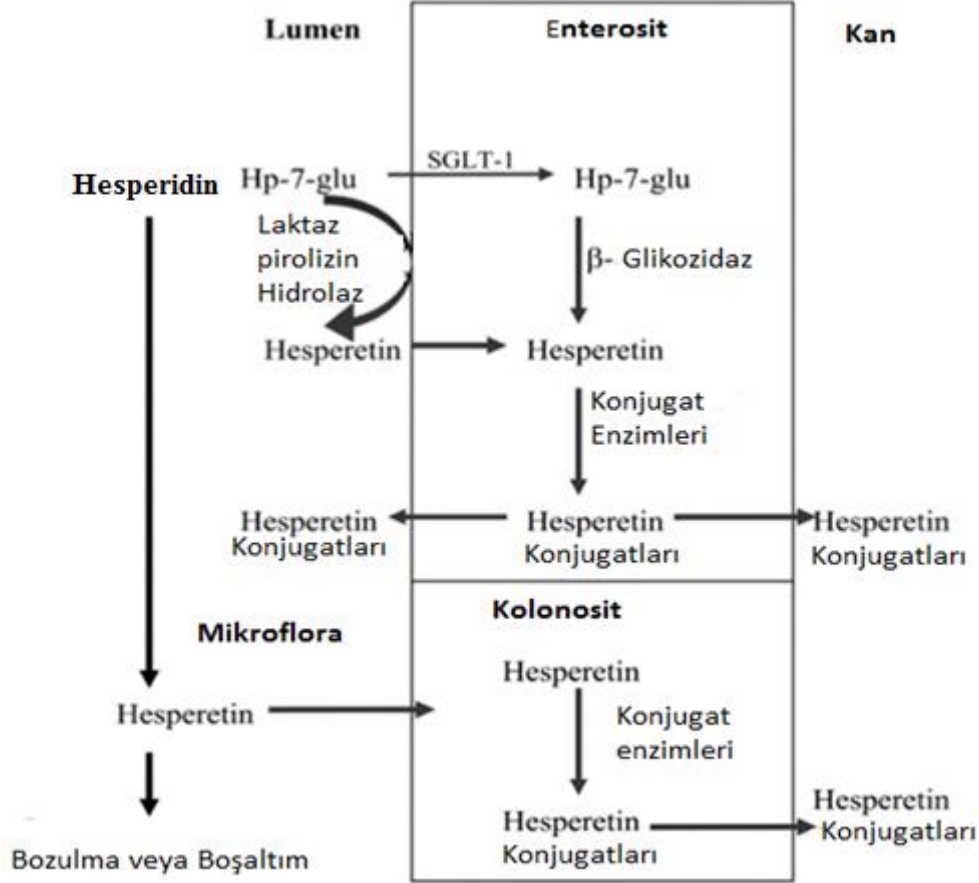 Lumen
Enterosit
Kan
Hesperidin
Hp-7-glu
SGLT-1
Hp-7-glu
Laktaz
pirolizin
Hidrolaz
β- Glikozidaz
Hesperetin
Hesperetin
Konjugat
Enzimleri
Hesperetin
Konjugatları
Hesperetin
Konjugatları
Hesperetin
Konjugatları
Mikroflora
Kolonosit
Hesperetin
Hesperetin
Konjugat
enzimleri
Hesperetin
Konjugatları
Hesperetin
Konjugatları
Bozulma veya Boşaltım